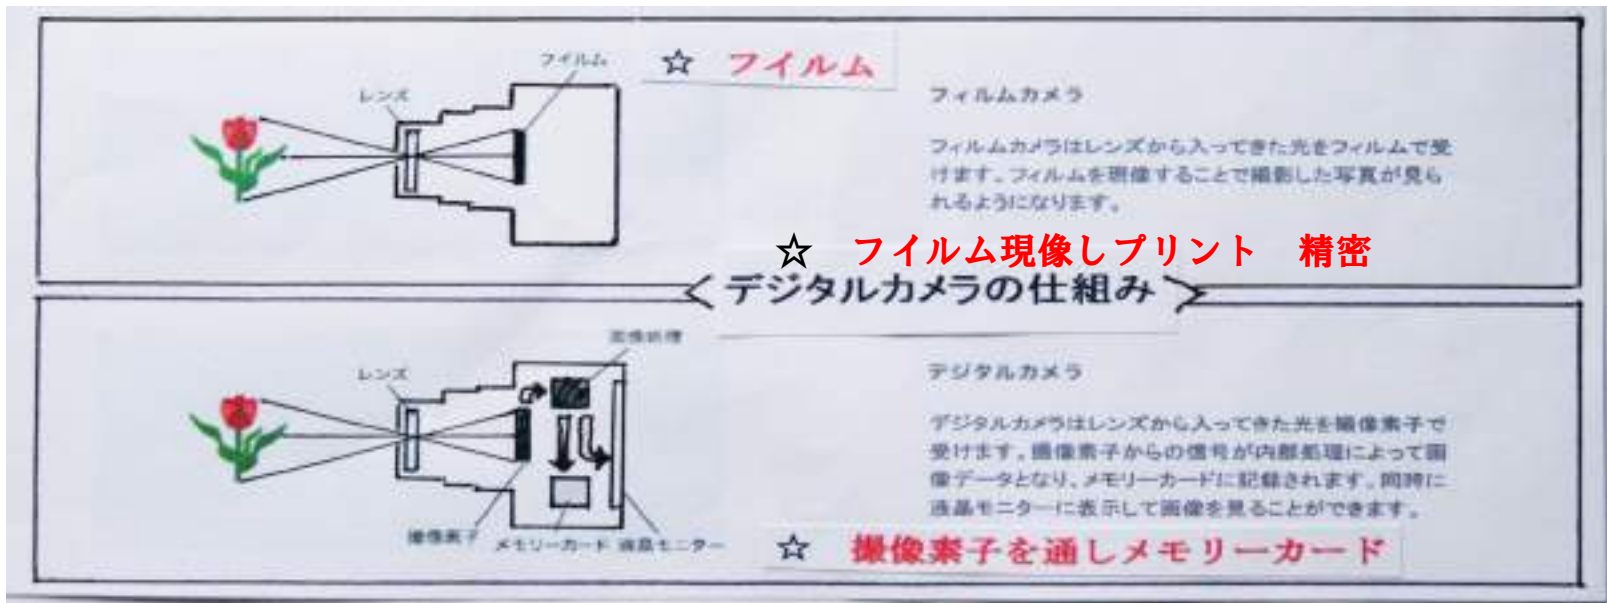 フイルム
☆ フイルム
レンズ
フィルムカメラ
フィルムカメラはレンズから入ってきた光をフィルムで受
けます。フィルムを現像することで撮影した写真が見ら
れるようになります。
☆ フイルム現像しプリント 精密
デジタルカメラの仕組み
画像処理
レンズ
デジタルカメラ
デジタルカメラはレンズから入ってきた光を撮像素子で
受けます。撮像素子からの信号が内部処理によって画
像データとなり、メモリーカードに記録されます。同時に
液晶モニターに表示して画像を見ることができます。
撮像素子 メモリーカード 液晶モニター
☆ 撮像素子を通しメモリーカード